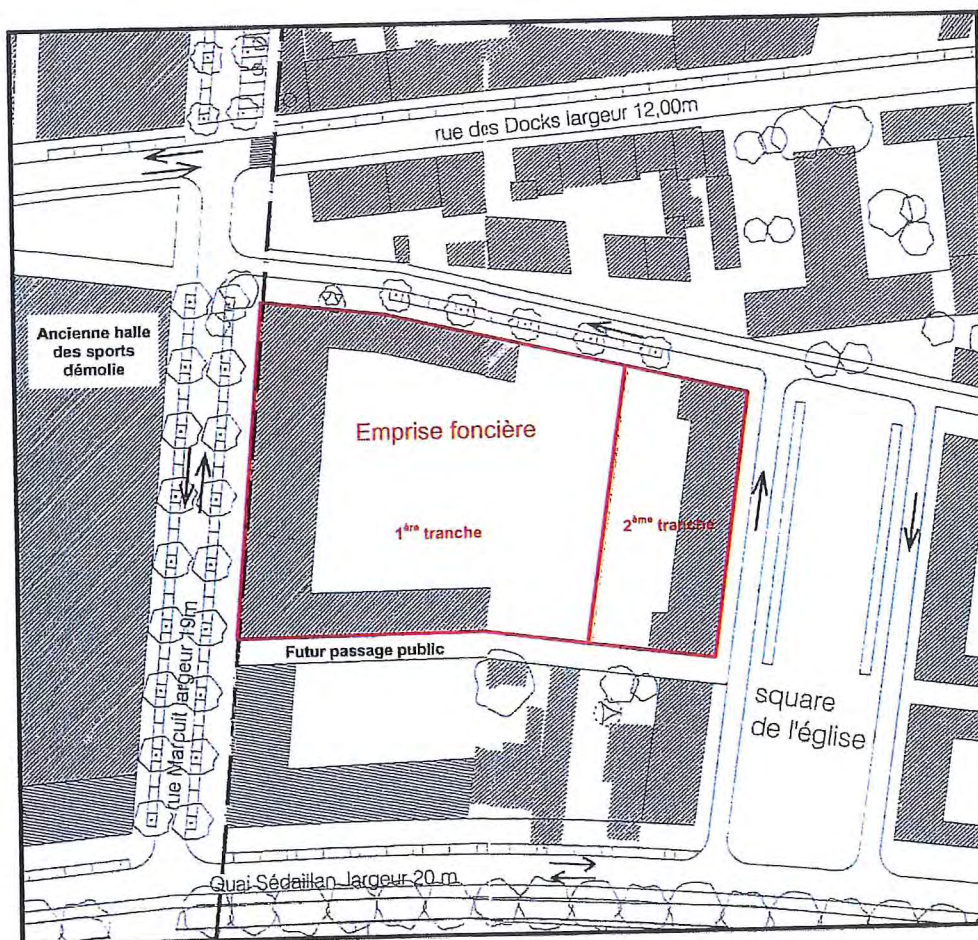 rue des Docks largeur 12,00m
Ancienne halle
des sports
démolie
Emprise foncière
1ère tranche
2ème tranche
Futur passage public
rue Marcuit largeur 19m
square
de l'église
Quai Sédaillan largeur 20 m